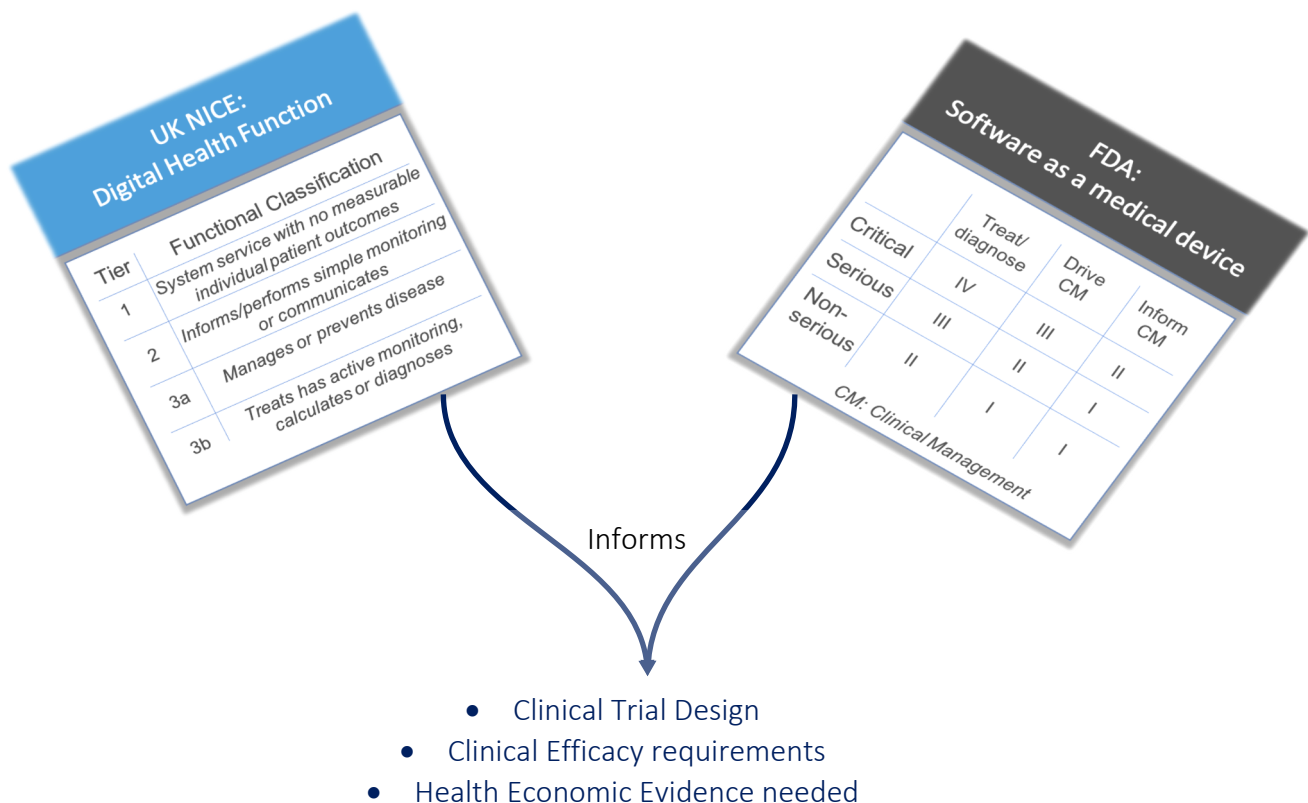 UK NICE:
Digital Health Function
Tier Functional Classification
1 System service with no measurable
individual patient outcomes
2 Informs/performs simple monitoring
or communicates
3a Manages or prevents disease
3b Treats has active monitoring,
calculates or diagnoses
FDA:
Software as a medical device
Treat/
diagnose
Drive
CM
Inform
CM
Critical IV III II
Serious III II I
Non-
serious II I I
CM: Clinical Management
Informs
• Clinical Trial Design
• Clinical Efficacy requirements
• Health Economic Evidence needed